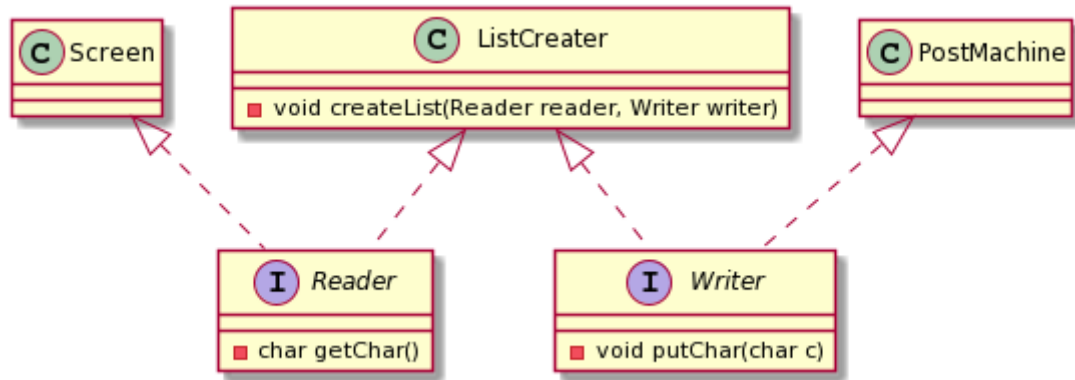 C Screen
C ListCreater
void createList(Reader reader, Writer writer)
C PostMachine
I Reader
char getChar()
I Writer
void putChar(char c)